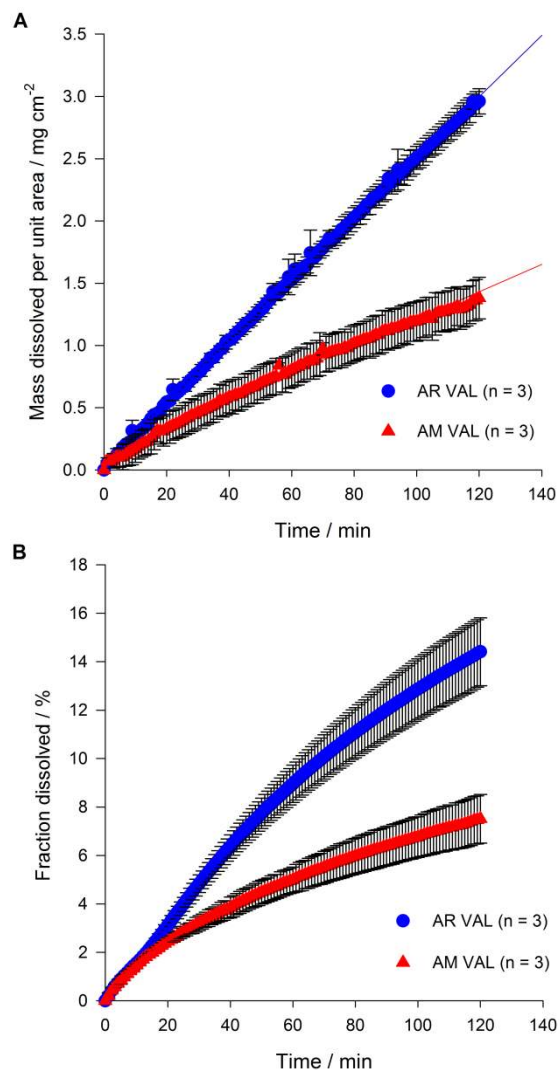 A
Mass dissolved per unit area / mg cm⁻²
3.5
3.0
2.5
2.0
1.5
1.0
0.5
0.0
AR VAL (n = 3)
AM VAL (n = 3)
0 20 40 60 80 100 120 140
Time / min
B
Fraction dissolved / %
18
16
14
12
10
8
6
4
2
0
AR VAL (n = 3)
AM VAL (n = 3)
0 20 40 60 80 100 120 140
Time / min